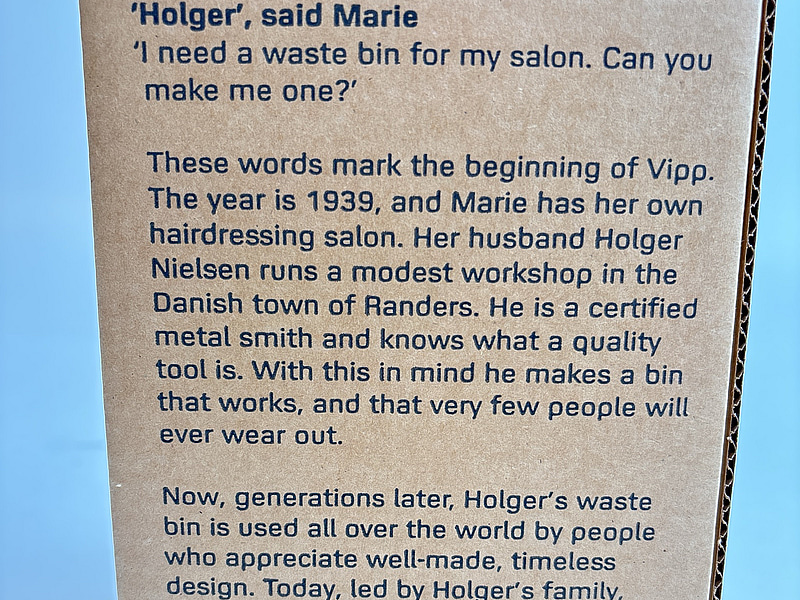 'Holger', said Marie
'I need a waste bin for my salon. Can you
make me one?'
These words mark the beginning of Vipp.
The year is 1939, and Marie has her own
hairdressing salon. Her husband Holger
Nielsen runs a modest workshop in the
Danish town of Randers. He is a certified
metal smith and knows what a quality
tool is. With this in mind he makes a bin
that works, and that very few people will
ever wear out.
Now, generations later, Holger's waste
bin is used all over the world by people
who appreciate well-made, timeless
design. Today, led by Holger's family,